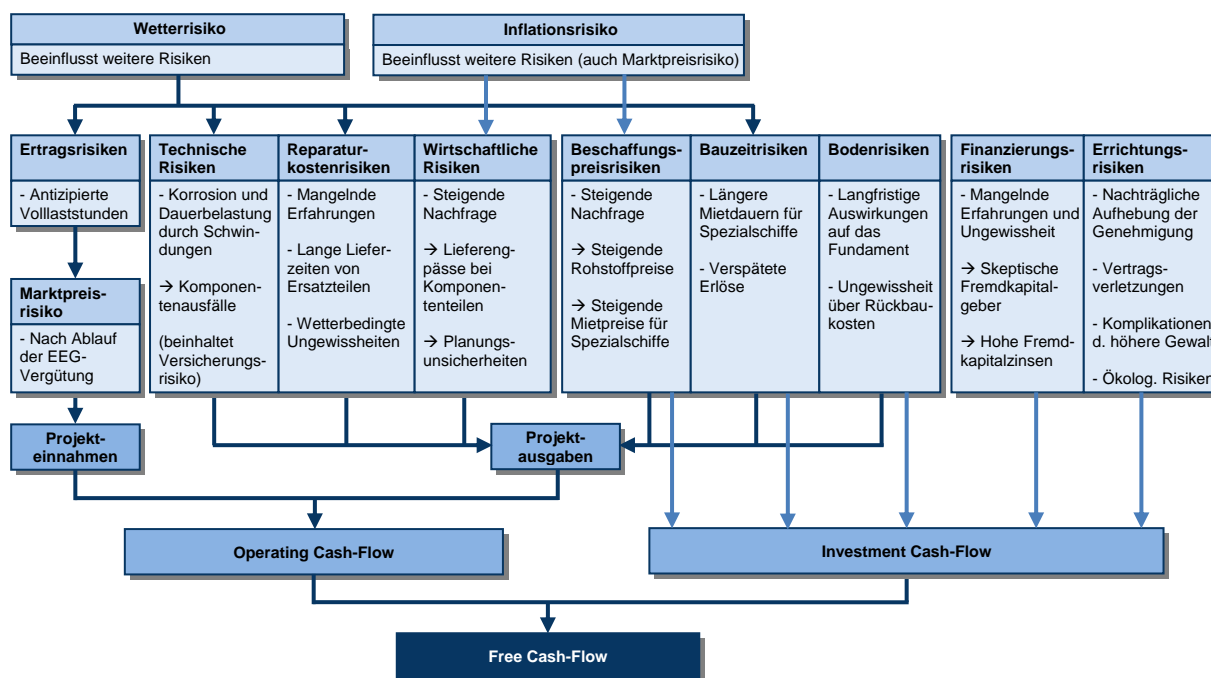 Wetterrisiko
Beeinflusst weitere Risiken
Inflationsrisiko
Beeinflusst weitere Risiken (auch Marktpreisrisiko)
Ertragsrisiken
- Antizipierte
Volllaststunden
Marktpreis-
risiko
- Nach Ablauf
der EEG-
Vergütung
Technische
Risiken
- Korrosion und
Dauerbelastung
durch Schwin-
dungen
→ Kompone-
tenausfälle
(beinhaltet
Versicherungs-
risiko)
Reparatur-
kostenrisiken
- Mangelnde
Erfahrungen
- Lange Liefer-
zeiten von
Ersatzteilen
- Wetterbedingte
Ungewissheiten
Wirtschaftliche
Risiken
- Steigende
Nachfrage
→ Liefereng-
pässe bei
Komponen-
tenteilen
→ Planungs-
unsicherheiten
Beschaffungs-
preisrisiken
- Steigende
Nachfrage
→ Steigende
Rohstoffpreise
→ Steigende
Mietpreise für
Spezialschiffe
Bauzeitrisiken
- Längere
Mietdauern für
Spezialschiffe
- Verspätete
Erlöse
Bodenrisiken
- Langfristige
Auswirkungen
auf das
Fundament
- Ungewissheit
über Rückbau-
kosten
Finanzierungs-
risiken
- Mangelnde
Erfahrungen und
Ungewissheit
→ Skeptische
Fremdkapital-
geber
→ Hohe Fremd-
kapitalzinsen
Errichtungs-
risiken
- Nachträgliche
Aufhebung der
Genehmigung
- Vertrags-
verletzungen
- Komplikationen
d. höhere Gewalt
- Ökolog. Risiken
Projekt-
einnahmen
Projekt-
ausgaben
Operating Cash-Flow
Investment Cash-Flow
Free Cash-Flow